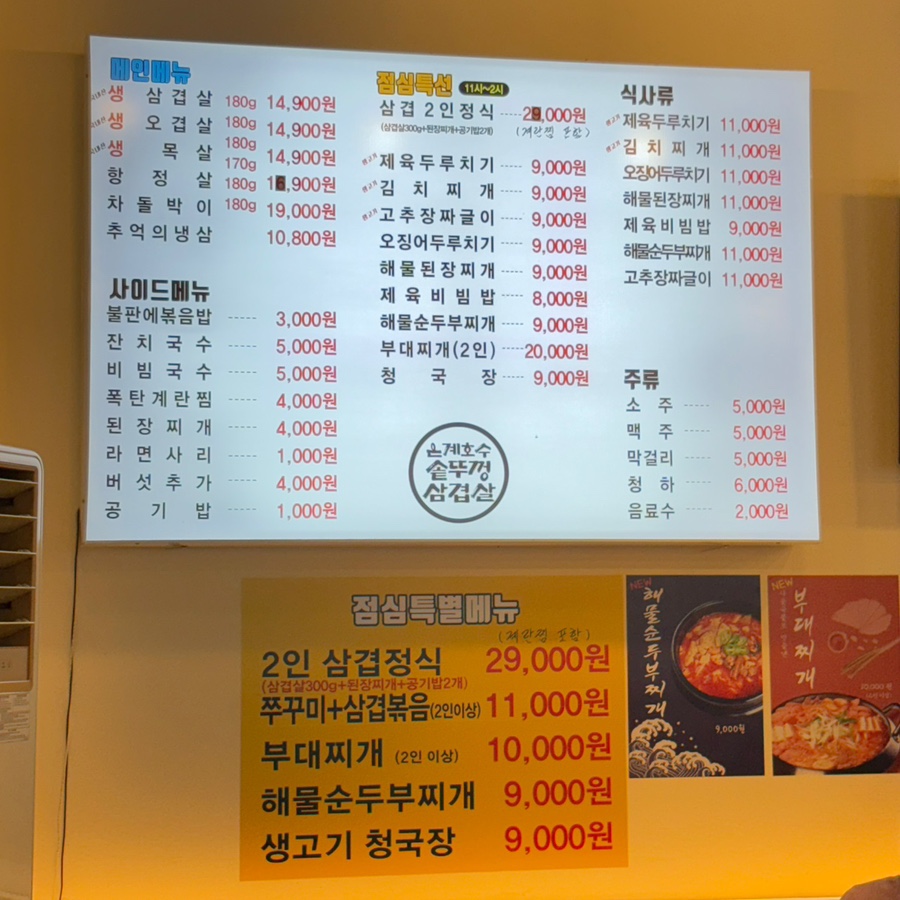 메인메뉴
생 삼겹살 180g 14,900원
생 오겹살 180g 14,900원
생 목살 180g 14,900원
항정살 170g 180g 16,900원
차돌박이 180g 19,000원
추억의냉삼 10,800원
사이드메뉴
불판에볶음밥 ----- 3,000원
잔치국수 ----- 5,000원
비빔국수 ----- 5,000원
폭탄계란찜 ----- 4,000원
된장찌개 ----- 4,000원
라면사리 ----- 1,000원
버섯추가 ----- 4,000원
공기밥 ----- 1,000원
점심특선 11시~2시
삼겹 2인정식 ----- 29,000원
(삼겹살300g+된장찌개+공기밥2개) (계란찜 포함)
제육두루치기 ----- 9,000원
김치찌개 ----- 9,000원
고추장짜글이 ----- 9,000원
오징어두루치기 ----- 9,000원
해물된장찌개 ----- 9,000원
제육비빔밥 ----- 8,000원
해물순두부찌개 ----- 9,000원
부대찌개(2인) ----- 20,000원
청국장 ----- 9,000원
은계호수
솥뚜껑
삼겹살
식사류
제육두루치기 11,000원
김치찌개 11,000원
오징어두루치기 11,000원
해물된장찌개 11,000원
제육비빔밥 9,000원
해물순두부찌개 11,000원
고추장짜글이 11,000원
주류
소주 ----- 5,000원
맥주 ----- 5,000원
막걸리 ----- 5,000원
청하 ----- 6,000원
음료수 ----- 2,000원
점심특별메뉴
(계란찜 포함)
2인 삼겹정식 29,000원
(삼겹살300g+된장찌개+공기밥2개)
쭈꾸미+삼겹볶음(2인이상) 11,000원
부대찌개 (2인 이상) 10,000원
해물순두부찌개 9,000원
생고기 청국장 9,000원
NEW
해물순두부찌개
9,000원
NEW
부대찌개